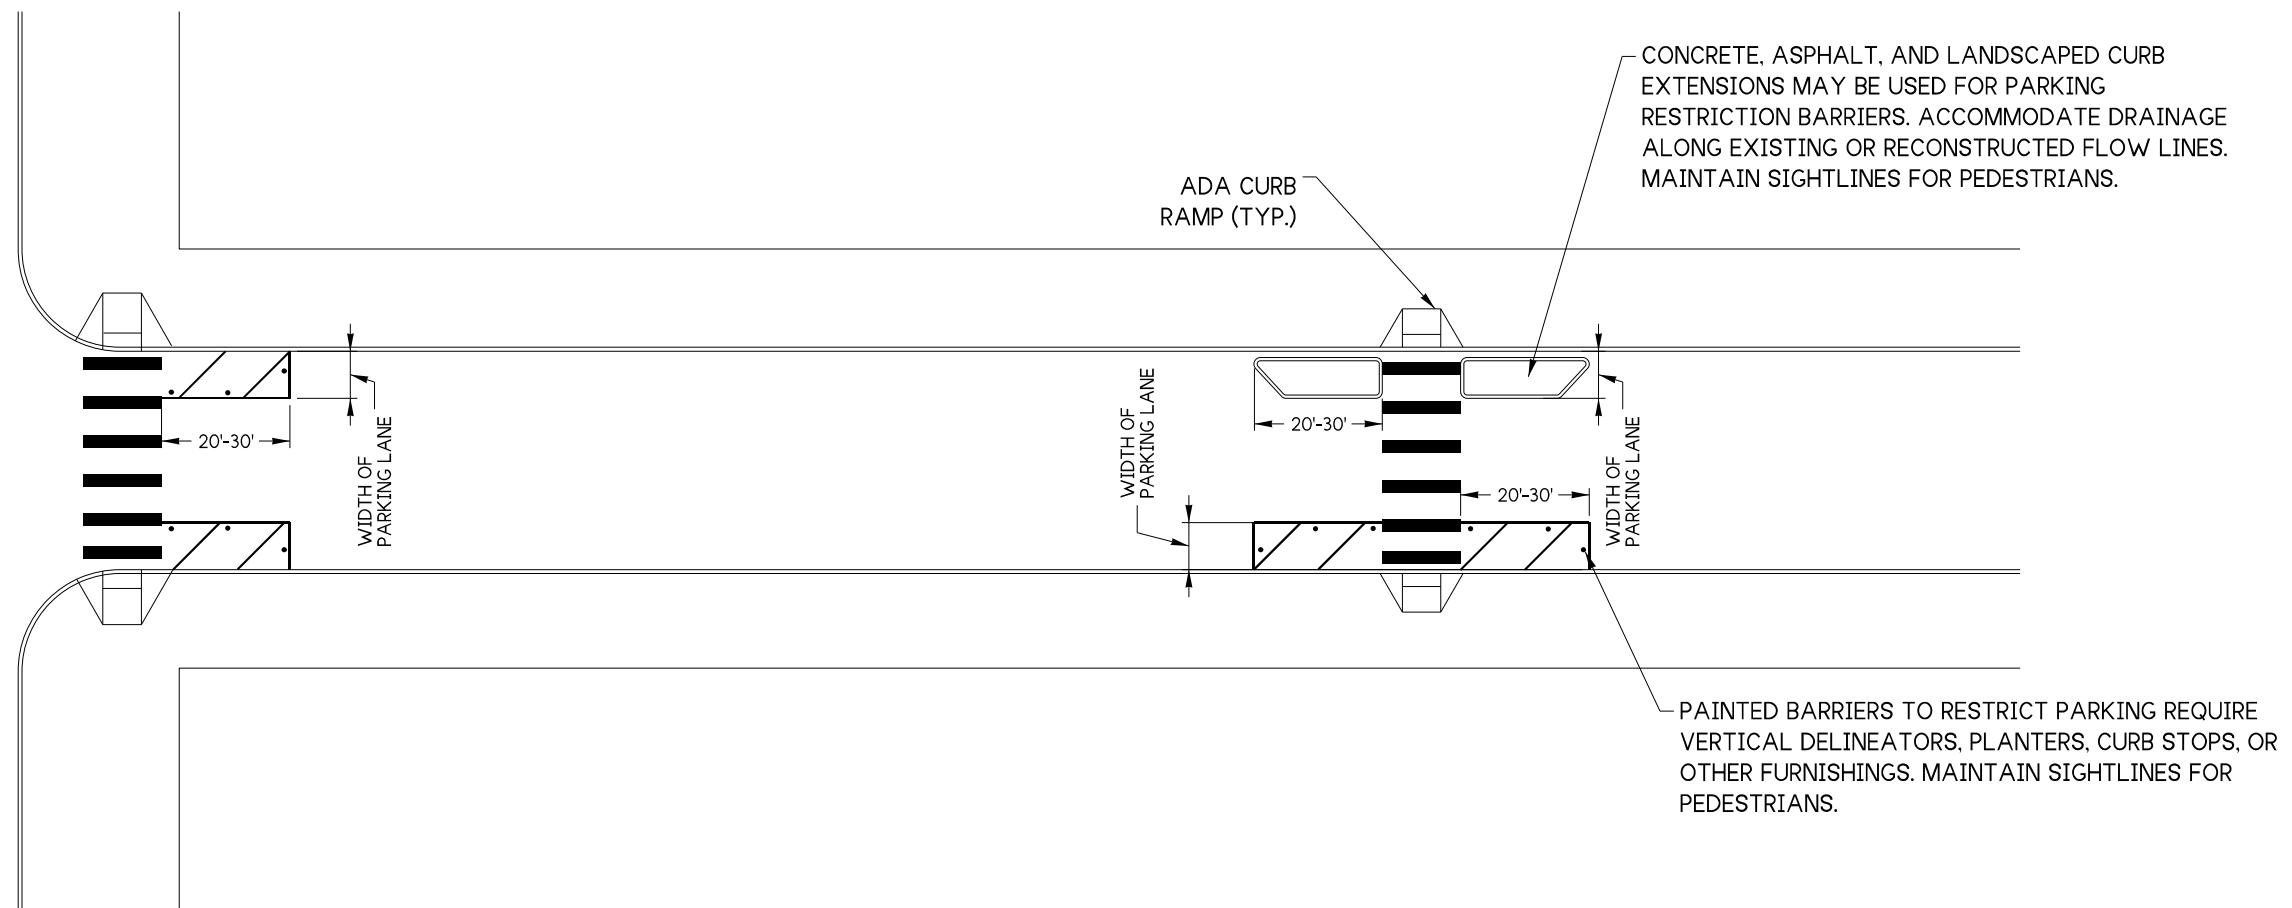 CONCRETE, ASPHALT, AND LANDSCAPED CURB
EXTENSIONS MAY BE USED FOR PARKING
RESTRICTION BARRIERS. ACCOMMODATE DRAINAGE
ALONG EXISTING OR RECONSTRUCTED FLOW LINES.
MAINTAIN SIGHTLINES FOR PEDESTRIANS.
ADA CURB
RAMP (TYP.)
20'-30'
WIDTH OF
PARKING LANE
WIDTH OF
PARKING LANE
20'-30'
20'-30'
WIDTH OF
PARKING LANE
PAINTED BARRIERS TO RESTRICT PARKING REQUIRE
VERTICAL DELINEATORS, PLANTERS, CURB STOPS, OR
OTHER FURNISHINGS. MAINTAIN SIGHTLINES FOR
PEDESTRIANS.